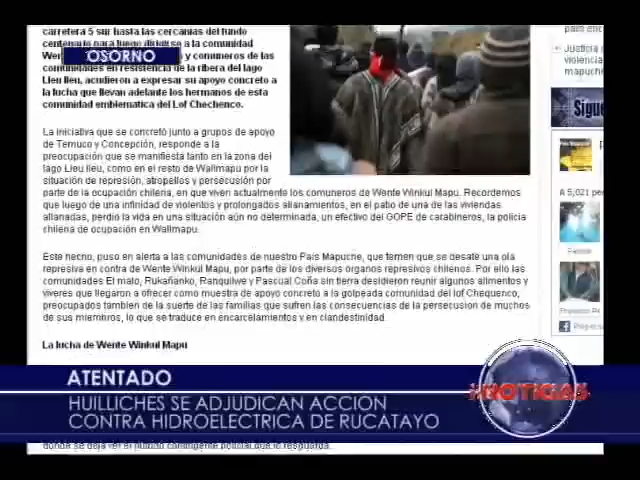 carretera 5 sur hasta las cercanias del fundo
centenario para luego dirigirse a la comunidad
OSORNO
y comuneros de las
comunidades en resistencia de la ribera del lago
Lleu lleu, acudieron a expresar su apoyo concreto a
la lucha que llevan adelante los hermanos de esta
comunidad emblematica del Lof Chechenco.
La iniciativa que se concretó junto a grupos de apoyo
de Temuco y Concepción, responde a la
preocupación que se manifiesta tanto en la zona del
lago Lleu lleu, como en el resto de Wallmapu por la
situación de represión, atropellos y persecusión por
parte de la ocupación chilena, en que viven actualmente los comuneros de Wente Winkul Mapu. Recordemos
que luego de una infinidad de violentos y prolongados allanamientos, en el patio de una de las viviendas
allanadas, perdió la vida en una situación aún no determinada, un efectivo del GOPE de carabineros, la policia
chilena de ocupación en Wallmapu.
Este hecho, puso en alerta a las comunidades de nuestro Pais Mapuche, que temen que se desate una ola
represiva en contra de Wente Winkul Mapu, por parte de los diversos órganos represivos chilenos. Por ello las
comunidades El malo, Rukañanko, Ranquilwe y Pascual Coña sin tierra desidieron reunir algunos alimentos y
viveres que llegaron a ofrecer como muestra de apoyo concreto a la golpeada comunidad del lof Chequenco,
preocupados tambien de la suerte de las familias que sufren las consecuencias de la persecusion de muchos
de sus miembros, lo que se traduce en encarcelamientos y en clandestinidad.
La lucha de Wente Winkul Mapu
Justicia
violencia
mapuche
Sígue
A 5,021 pe
ATENTADO
HUILLICHES SE ADJUDICAN ACCION
CONTRA HIDROELECTRICA DE RUCATAYO
NOTICIAS